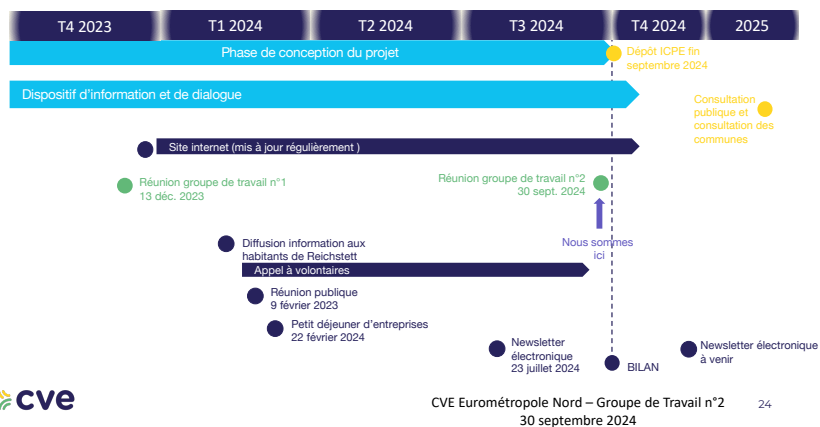 T4 2023
T1 2024
T2 2024
T3 2024
T4 2024
2025
Phase de conception du projet
Dépôt ICPE fin
septembre 2024
Dispositif d'information et de dialogue
Consultation
publique et
consultation des
communes
Site internet (mis à jour régulièrement )
Réunion groupe de travail n°1
13 déc. 2023
Réunion groupe de travail n°2
30 sept. 2024
Nous sommes
ici
Diffusion information aux
habitants de Reichstett
Appel à volontaires
Réunion publique
9 février 2023
Petit déjeuner d'entreprises
22 février 2024
Newsletter
électronique
23 juillet 2024
BILAN
Newsletter électronique
à venir
cve
CVE Eurométropole Nord – Groupe de Travail n°2
30 septembre 2024
24